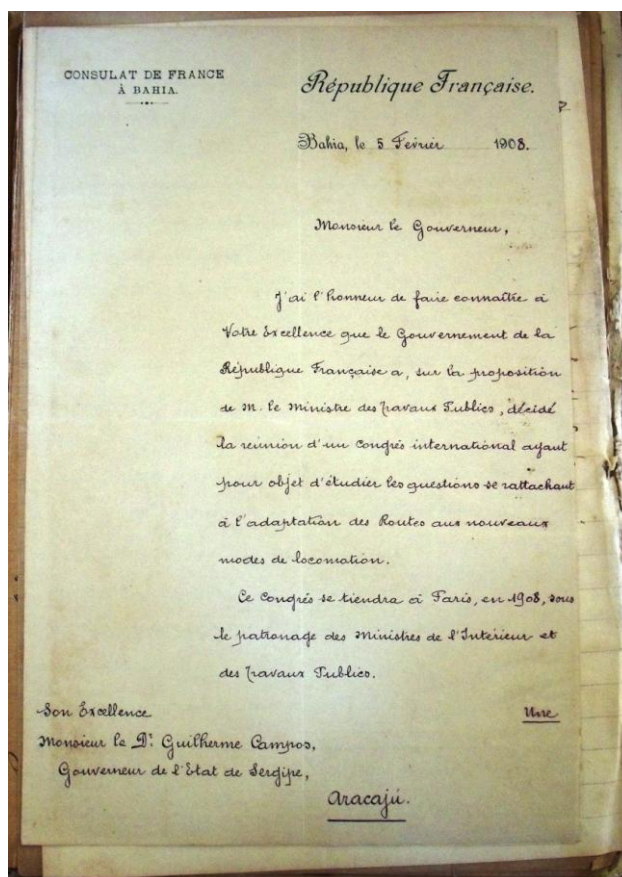 CONSULAT DE FRANCE
À BAHIA.
République Française.
Bahia, le 5 Février 1908.
Monsieur le Gouverneur,
J'ai l'honneur de faire connaître à
Votre Excellence que le Gouvernement de la
République Française a, sur la proposition
de M. le Ministre des Travaux Publics, décidé
la réunion d'un Congrès international ayant
pour objet d'étudier les questions se rattachant
à l'adaptation des Routes aux nouveaux
modes de locomotion.
Ce Congrès se tiendra à Paris, en 1908, sous
le patronage des Ministres de l'Intérieur et
des Travaux Publics.
Une
Son Excellence
Monsieur le Dr. Guilherme Campos,
Gouverneur de l'Etat de Sergipe,
Aracajú.